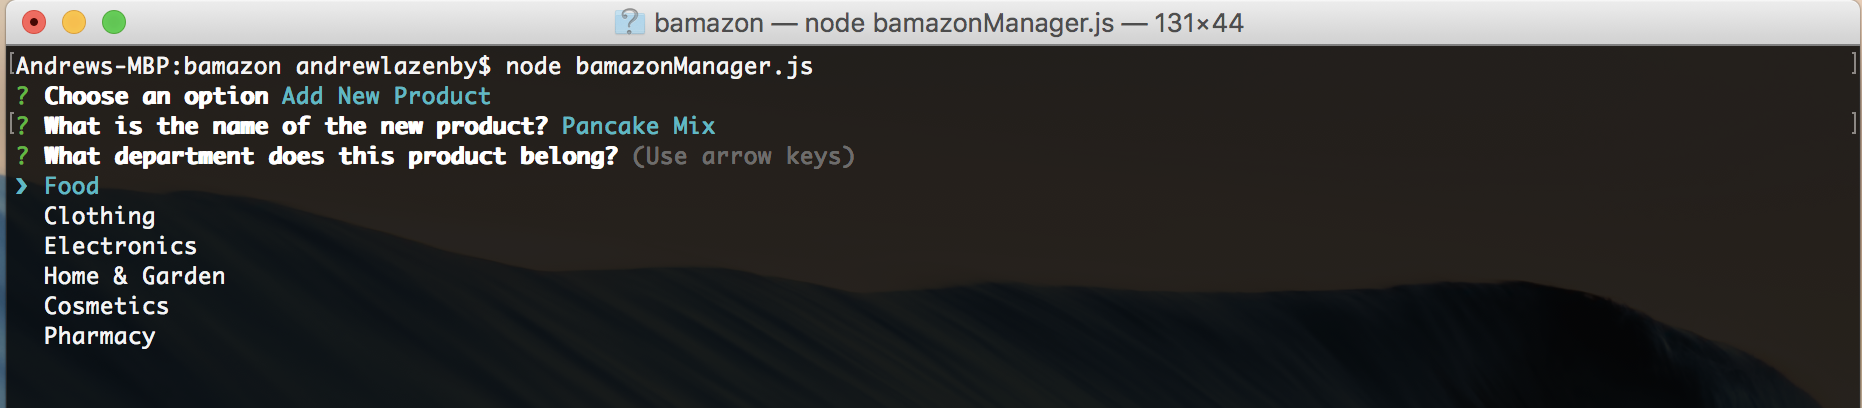 bamazon — node bamazonManager.js — 131×44
[Andrews-MBP:bamazon andrewlazenby$ node bamazonManager.js ]
? Choose an option Add New Product
[? What is the name of the new product? Pancake Mix ]
? What department does this product belong? (Use arrow keys)
❯ Food
Clothing
Electronics
Home & Garden
Cosmetics
Pharmacy